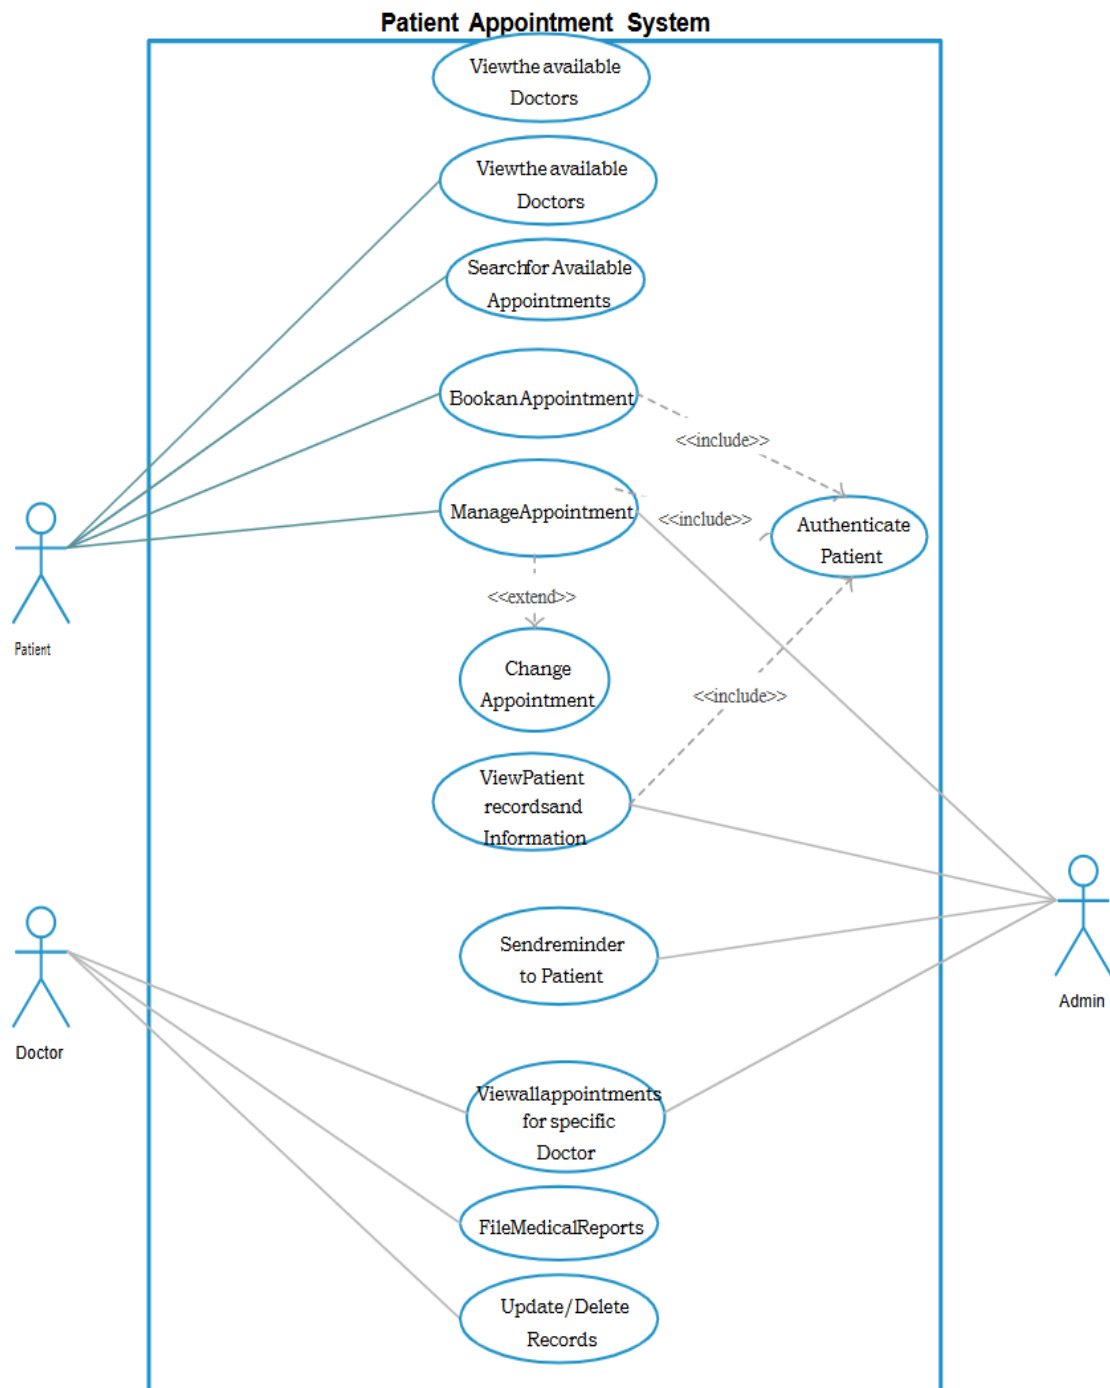 Patient Appointment System
Viewthe available
Doctors
Viewthe available
Doctors
Searchfor Available
Appointments
BookanAppointment
<<include>>
ManageAppointment
<<include>>
Authenticate
Patient
<<extend>>
Patient
Change
Appointment
<<include>>
ViewPatient
recordsand
Information
Sendreminder
to Patient
Admin
Doctor
Viewallappointments
for specific
Doctor
FileMedicalReports
Update/Delete
Records